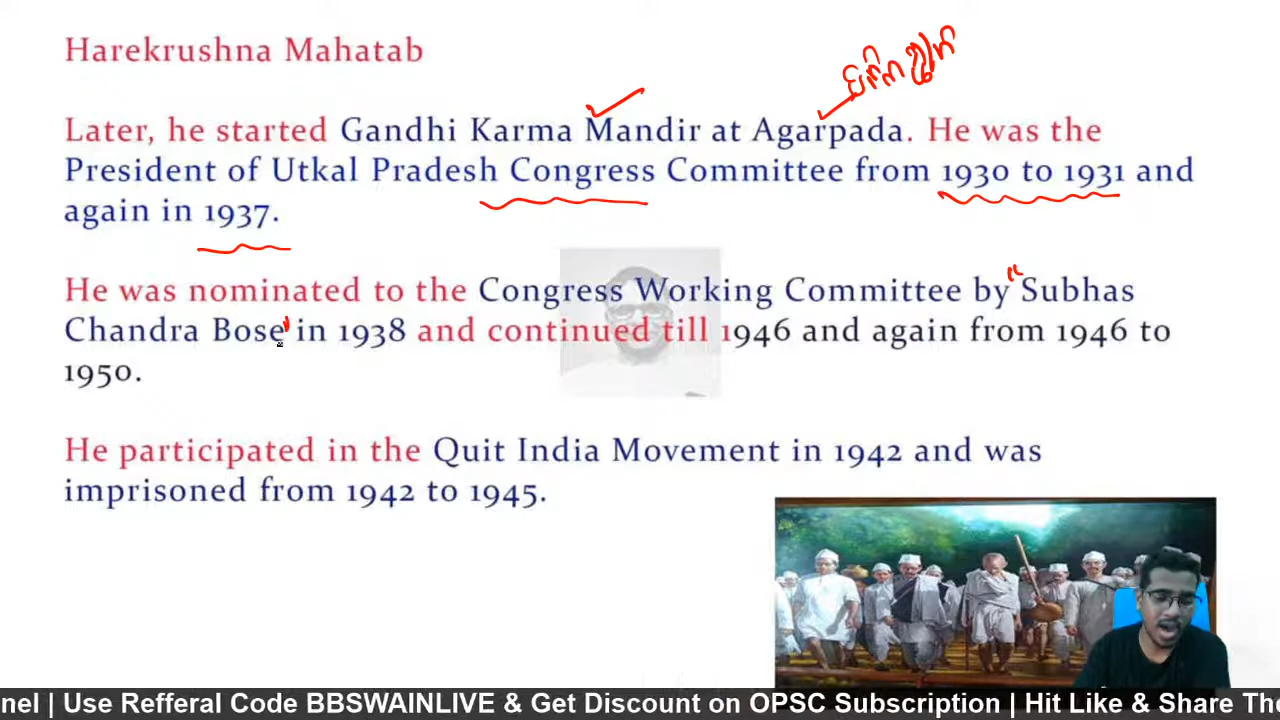 Harekrushna Mahatab
Later, he started Gandhi Karma Mandir at Agarpada. He was the
President of Utkal Pradesh Congress Committee from 1930 to 1931 and
again in 1937.
He was nominated to the Congress Working Committee by "Subhas
Chandra Bose' in 1938 and continued till 1946 and again from 1946 to
1950.
He participated in the Quit India Movement in 1942 and was
imprisoned from 1942 to 1945.
nel | Use Refferal Code BBSWAINLIVE & Get Discount on OPSC Subscription | Hit Like & Share The